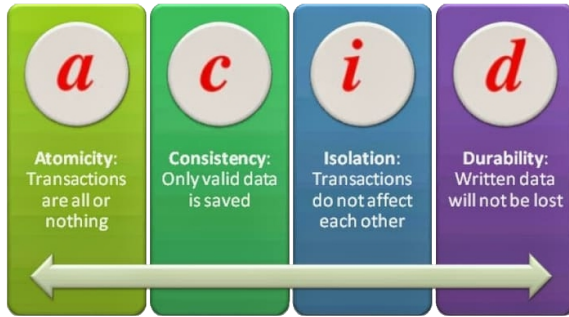 a
Atomicity:
Transactions
are all or
nothing
c
Consistency:
Only valid data
is saved
i
Isolation:
Transactions
do not affect
each other
d
Durability:
Written data
will not be lost